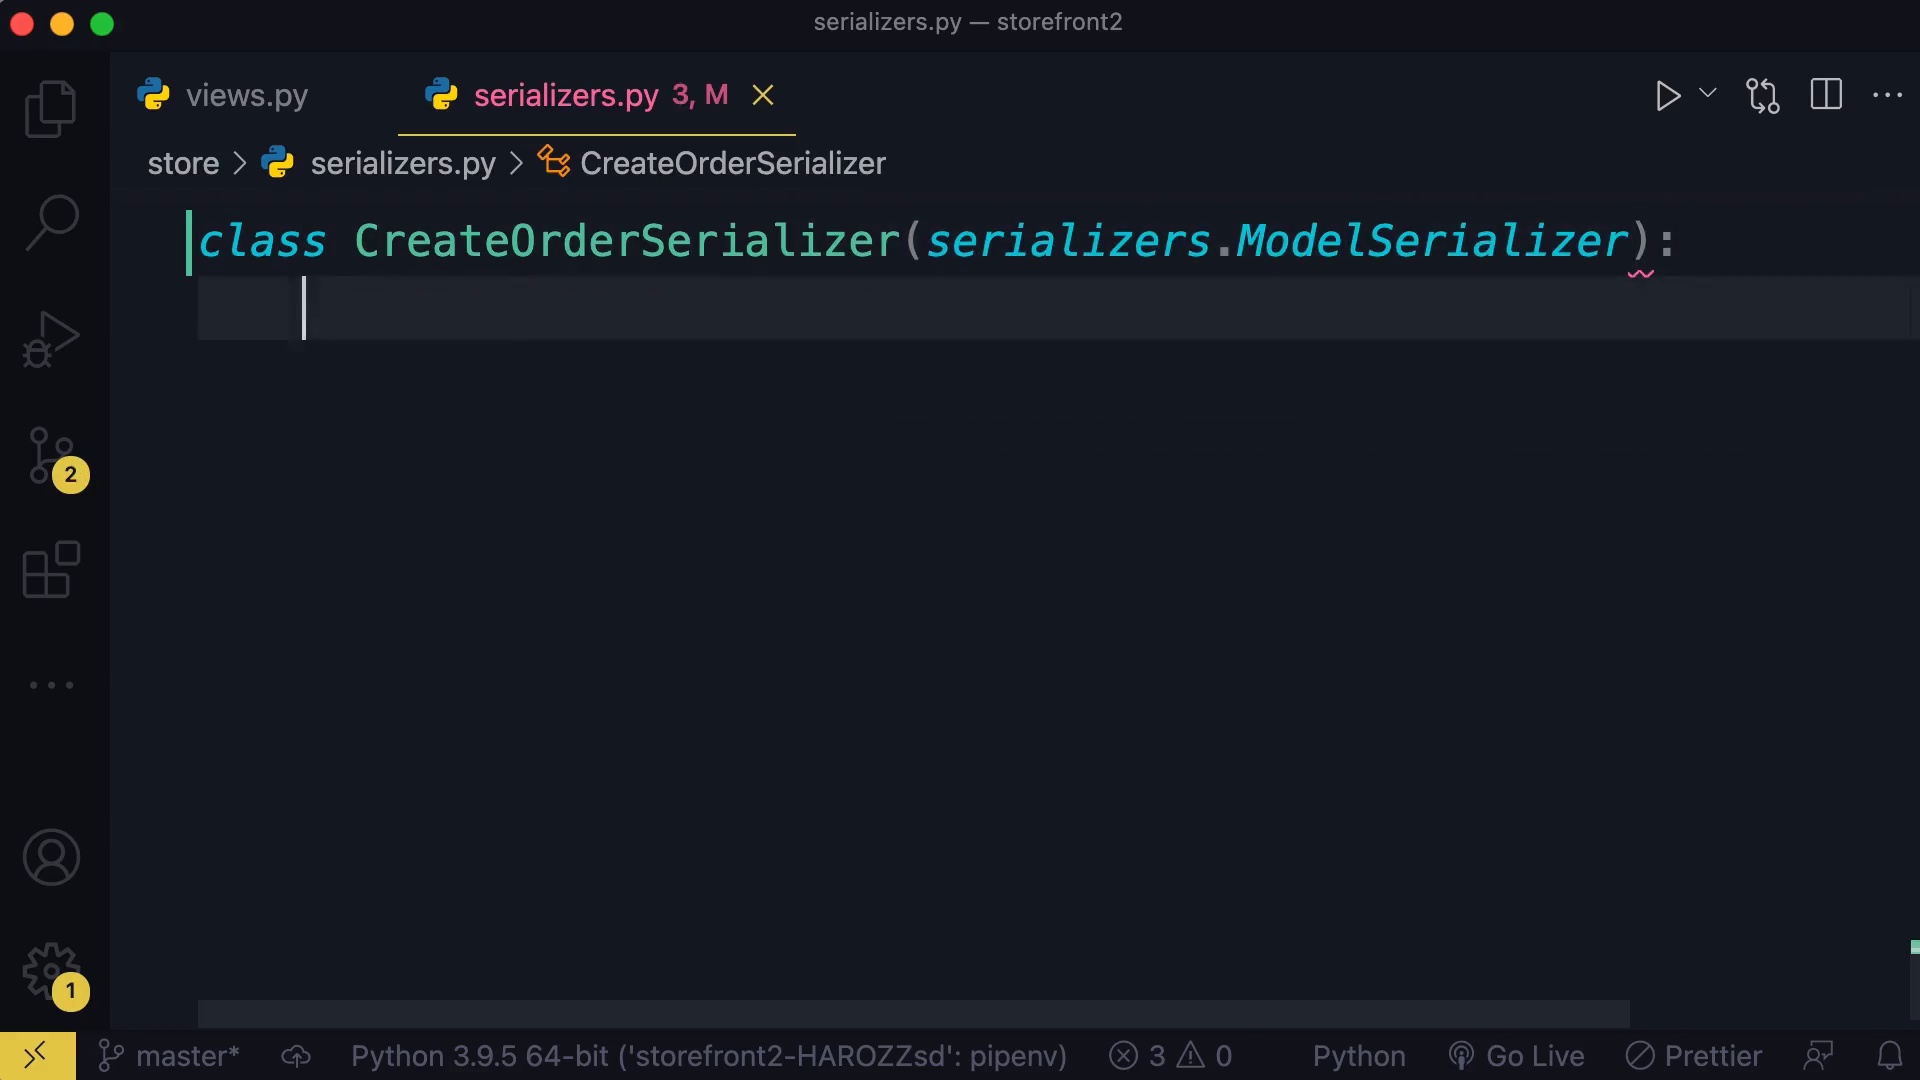 serializers.py — storefront2
views.py
serializers.py 3, M
store > serializers.py > CreateOrderSerializer
class CreateOrderSerializer(serializers.ModelSerializer):
2
1
master* Python 3.9.5 64-bit ('storefront2-HAROZZsd': pipenv) 3 0 Python Go Live Prettier